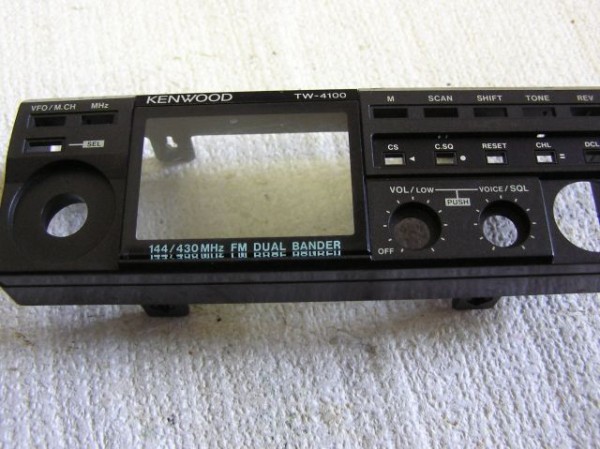 KENWOOD TW-4100
VFO/M.CH MHz
SEL
M SCAN SHIFT TONE REV
CS C.SQ RESET CHL DCL
VOL/LOW VOICE/SQL
PUSH
OFF
144/430MHz FM DUAL BANDER